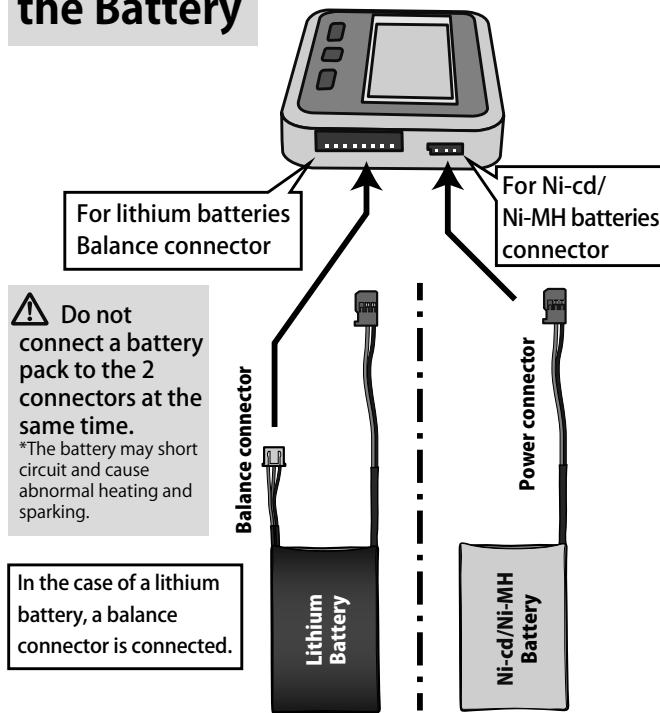 the Battery
For lithium batteries
Balance connector
For Ni-cd/
Ni-MH batteries
connector
⚠ Do not
connect a battery
pack to the 2
connectors at the
same time.
*The battery may short
circuit and cause
abnormal heating and
sparking.
Balance connector
Power connector
In the case of a lithium
battery, a balance
connector is connected.
Lithium
Battery
Ni-cd/Ni-MH
Battery